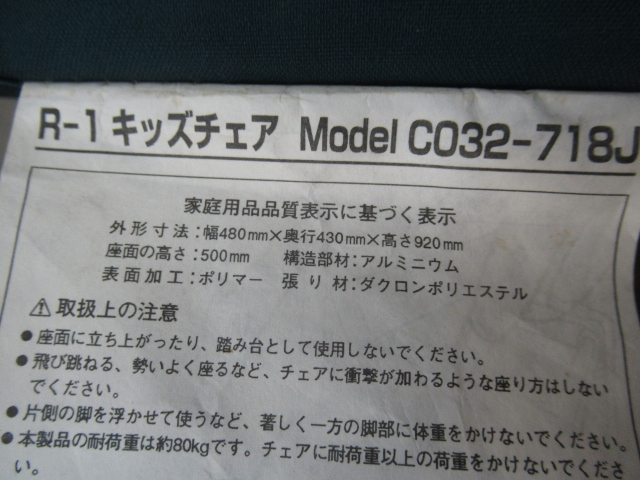 R-1 キッズチェア Model C032-718J
家庭用品品質表示に基づく表示
外形寸法:幅480mm×奥行430mm×高さ920mm
座面の高さ:500mm 構造部材:アルミニウム
表面加工:ポリマー 張り材:ダクロンポリエステル
⚠取扱上の注意
●座面に立ち上がったり、踏み台として使用しないでください。
●飛び跳ねる、勢いよく座るなど、チェアに衝撃が加わるような座り方はしない
でください。
●片側の脚を浮かせて使うなど、著しく一方の脚部に体重をかけないでください。
●本製品の耐荷重は約80kgです。チェアに耐荷重以上の荷重をかけないでくださ
い。